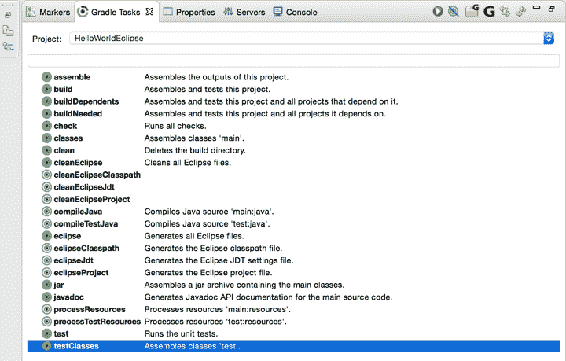 Markers Gradle Tasks Properties Servers Console
Project: HelloWorldEclipse
assemble Assembles the outputs of this project.
build Assembles and tests this project.
buildDependents Assembles and tests this project and all projects that depend on it.
buildNeeded Assembles and tests this project and all projects it depends on.
check Runs all checks.
classes Assembles classes 'main'.
clean Deletes the build directory.
cleanEclipse Cleans all Eclipse files.
cleanEclipseClasspath
cleanEclipseJdt
cleanEclipseProject
compileJava Compiles Java source 'main:java'.
compileTestJava Compiles Java source 'test:java'.
eclipse Generates all Eclipse files.
eclipseClasspath Generates the Eclipse classpath file.
eclipseJdt Generates the Eclipse JDT settings file.
eclipseProject Generates the Eclipse project file.
jar Assembles a jar archive containing the main classes.
javadoc Generates Javadoc API documentation for the main source code.
processResources Processes resources 'main:resources'.
processTestResources Processes resources 'test:resources'.
test Runs the unit tests.
testClasses Assembles classes 'test'.